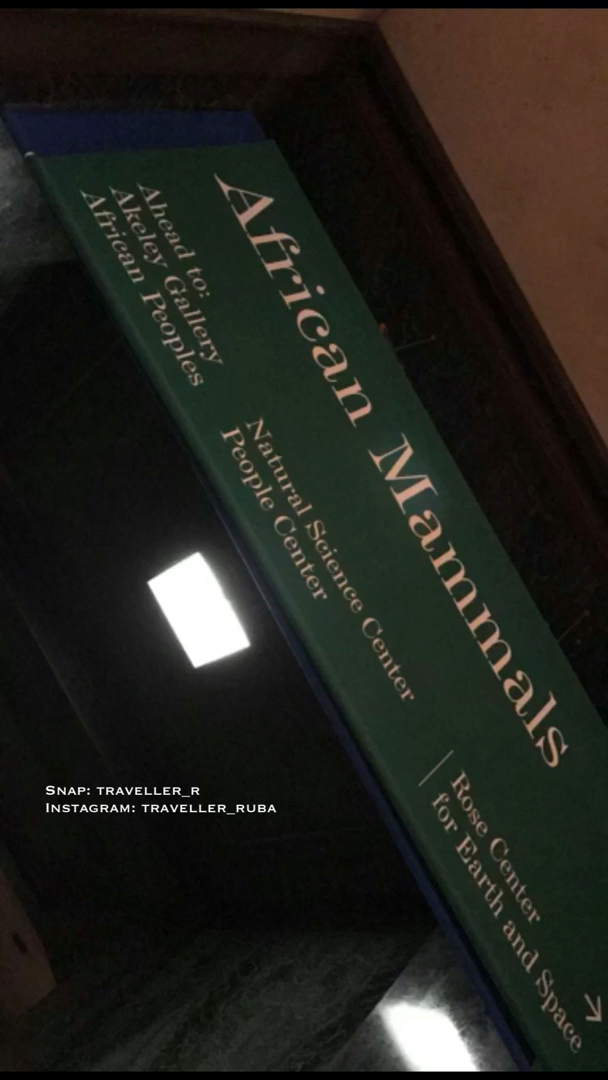 African Mammals
Ahead to:
Akeley Gallery
African Peoples
Natural Science Center
People Center
Rose Center
for Earth and Space
Snap: traveller_r
Instagram: traveller_ruba